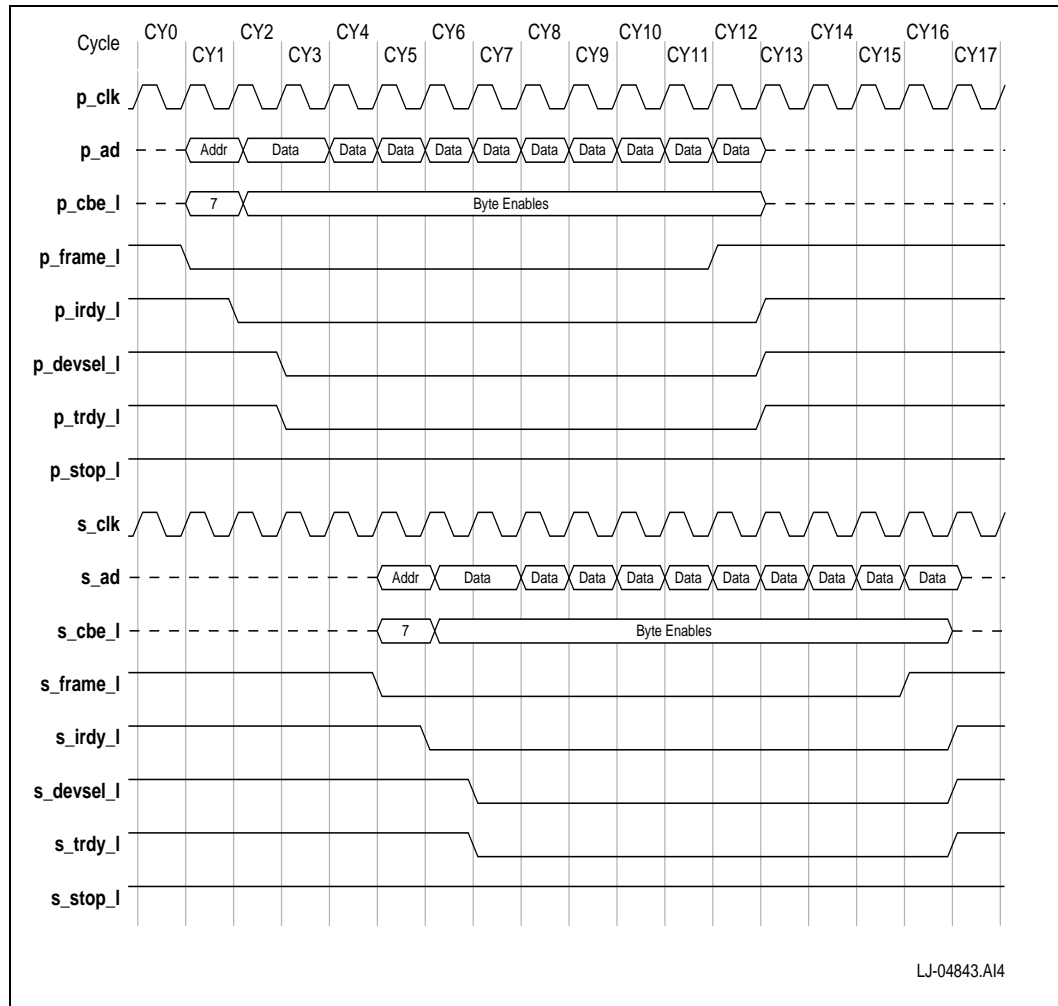 Cycle CY0 CY1 CY2 CY3 CY4 CY5 CY6 CY7 CY8 CY9 CY10 CY11 CY12 CY13 CY14 CY15 CY16 CY17
p_clk
p_ad Addr Data Data Data Data Data Data Data Data Data Data
p_cbe_l 7 Byte Enables
p_frame_l
p_irdy_l
p_devsel_l
p_trdy_l
p_stop_l
s_clk
s_ad Addr Data Data Data Data Data Data Data Data Data Data
s_cbe_l 7 Byte Enables
s_frame_l
s_irdy_l
s_devsel_l
s_trdy_l
s_stop_l
LJ-04843.AI4